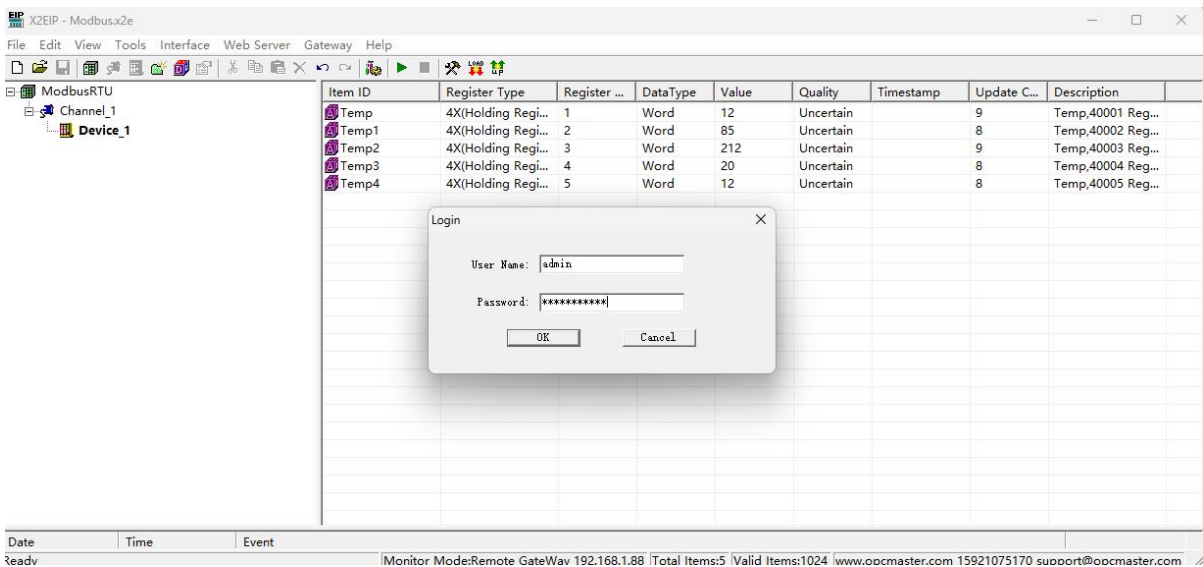 EIP X2EIP - Modbus.x2e
File Edit View Tools Interface Web Server Gateway Help
ModbusRTU
Channel_1
Device_1
Item ID Register Type Register ... DataType Value Quality Timestamp Update C... Description
Temp 4X(Holding Regi... 1 Word 12 Uncertain 9 Temp,40001 Reg...
Temp1 4X(Holding Regi... 2 Word 85 Uncertain 8 Temp,40002 Reg...
Temp2 4X(Holding Regi... 3 Word 212 Uncertain 9 Temp,40003 Reg...
Temp3 4X(Holding Regi... 4 Word 20 Uncertain 8 Temp,40004 Reg...
Temp4 4X(Holding Regi... 5 Word 12 Uncertain 8 Temp,40005 Reg...
Login
User Name: admin
Password: ***********
OK Cancel
Date Time Event
Ready Monitor Mode:Remote GateWay 192.168.1.88 Total Items:5 Valid Items:1024 www.opcmaster.com 15921075170 support@opcmaster.com